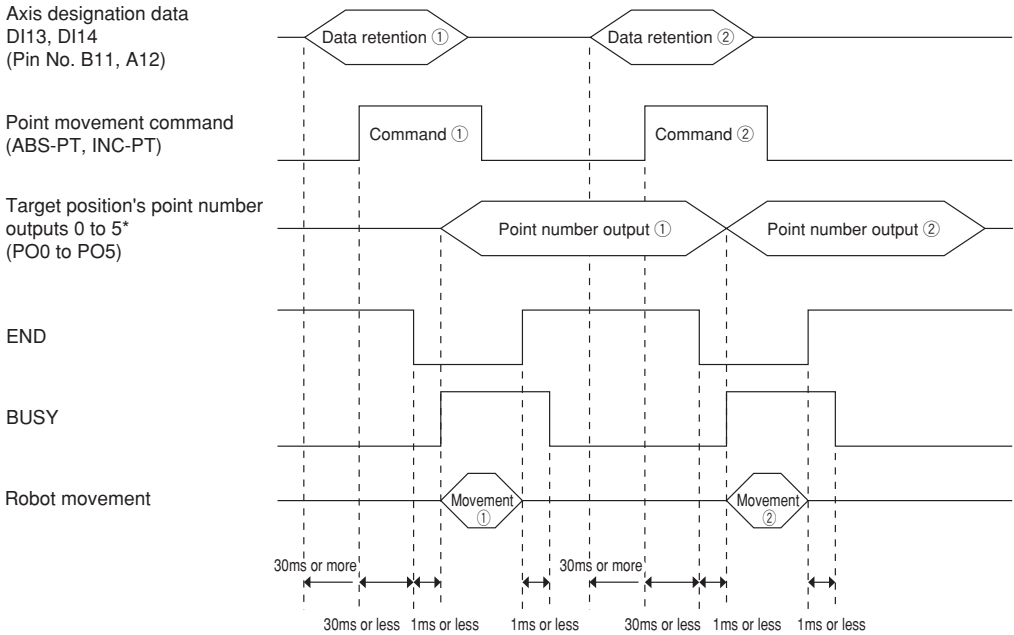 Axis designation data
DI13, DI14
(Pin No. B11, A12)
Data retention ①
Data retention ②
Point movement command
(ABS-PT, INC-PT)
Command ①
Command ②
Target position's point number
outputs 0 to 5*
(PO0 to PO5)
Point number output ①
Point number output ②
END
BUSY
Robot movement
Movement
①
Movement
②
30ms or more
30ms or more
30ms or less
1ms or less
1ms or less
30ms or less
1ms or less
1ms or less